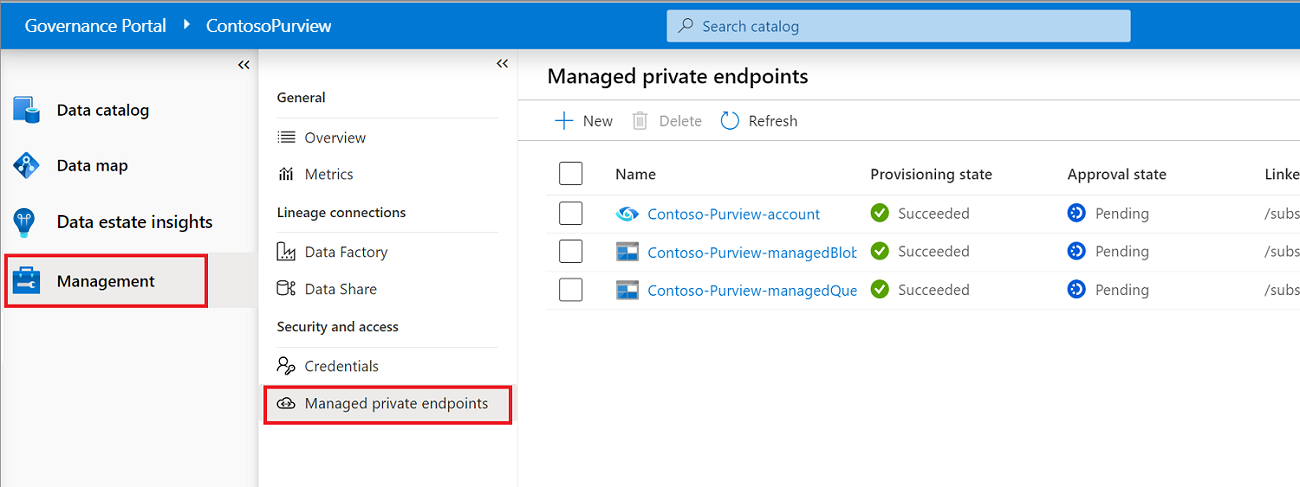 Governance Portal ContosoPurview
Search catalog
Data catalog
Data map
Data estate insights
Management
General
Overview
Metrics
Lineage connections
Data Factory
Data Share
Security and access
Credentials
Managed private endpoints
Managed private endpoints
New Delete Refresh
Name Provisioning state Approval state Linke
Contoso-Purview-account Succeeded Pending /subs
Contoso-Purview-managedBlob Succeeded Pending /subs
Contoso-Purview-managedQue Succeeded Pending /subs